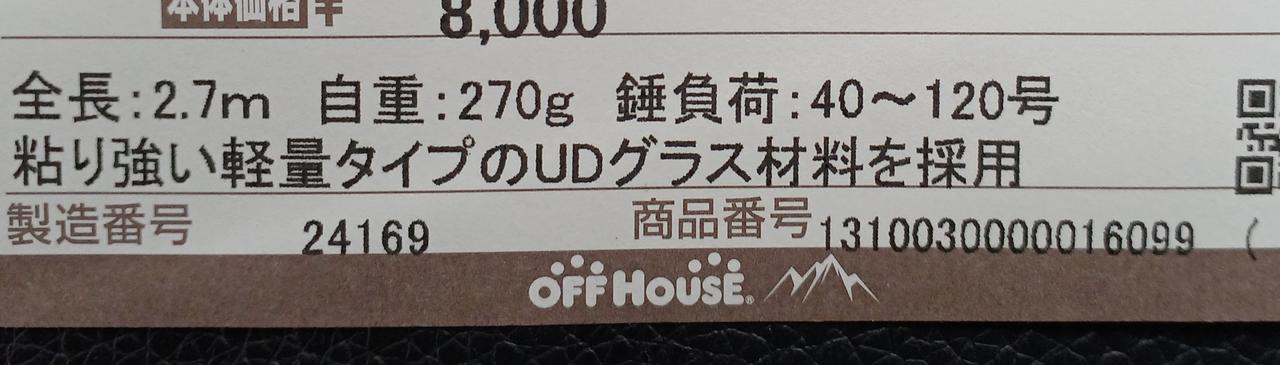 本体価格 8,000
全長:2.7m 自重:270g 錘負荷:40〜120号
粘り強い軽量タイプのUDグラス材料を採用
製造番号 24169 商品番号 1310030000016099 (
OFF HOUSE®